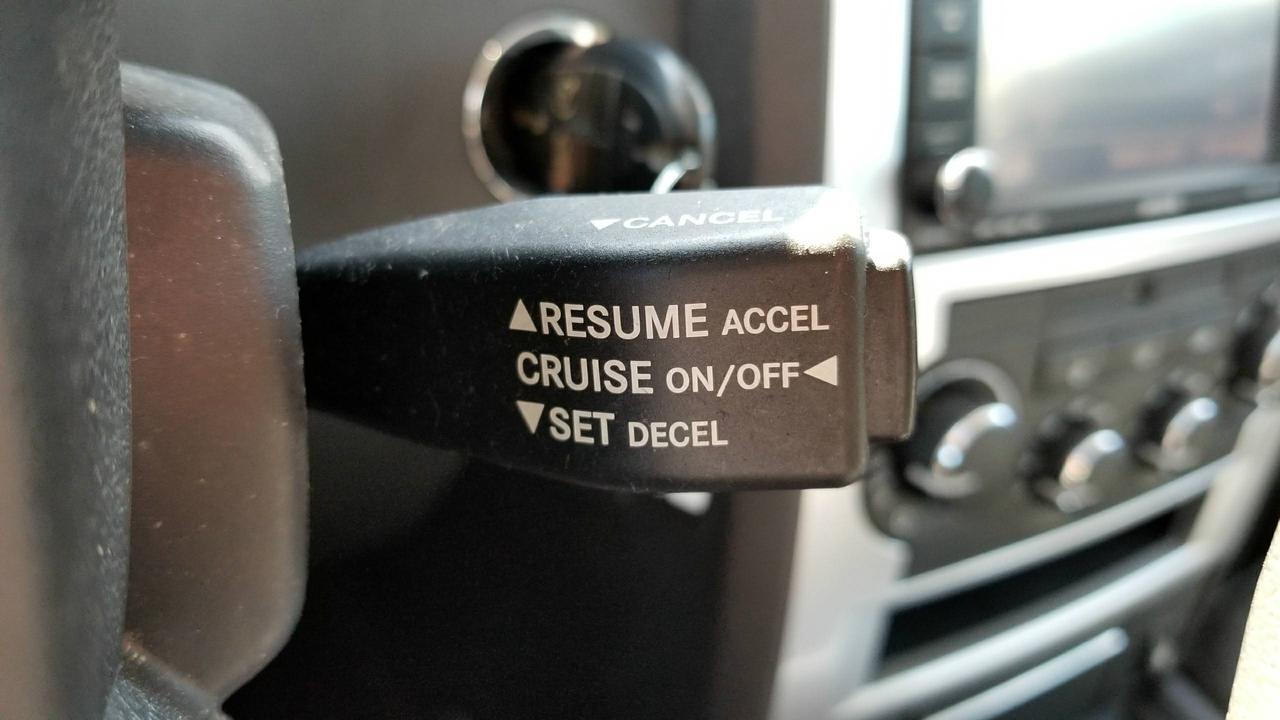 ▼CANCEL
▲RESUME ACCEL
CRUISE ON/OFF◀
▼SET DECEL